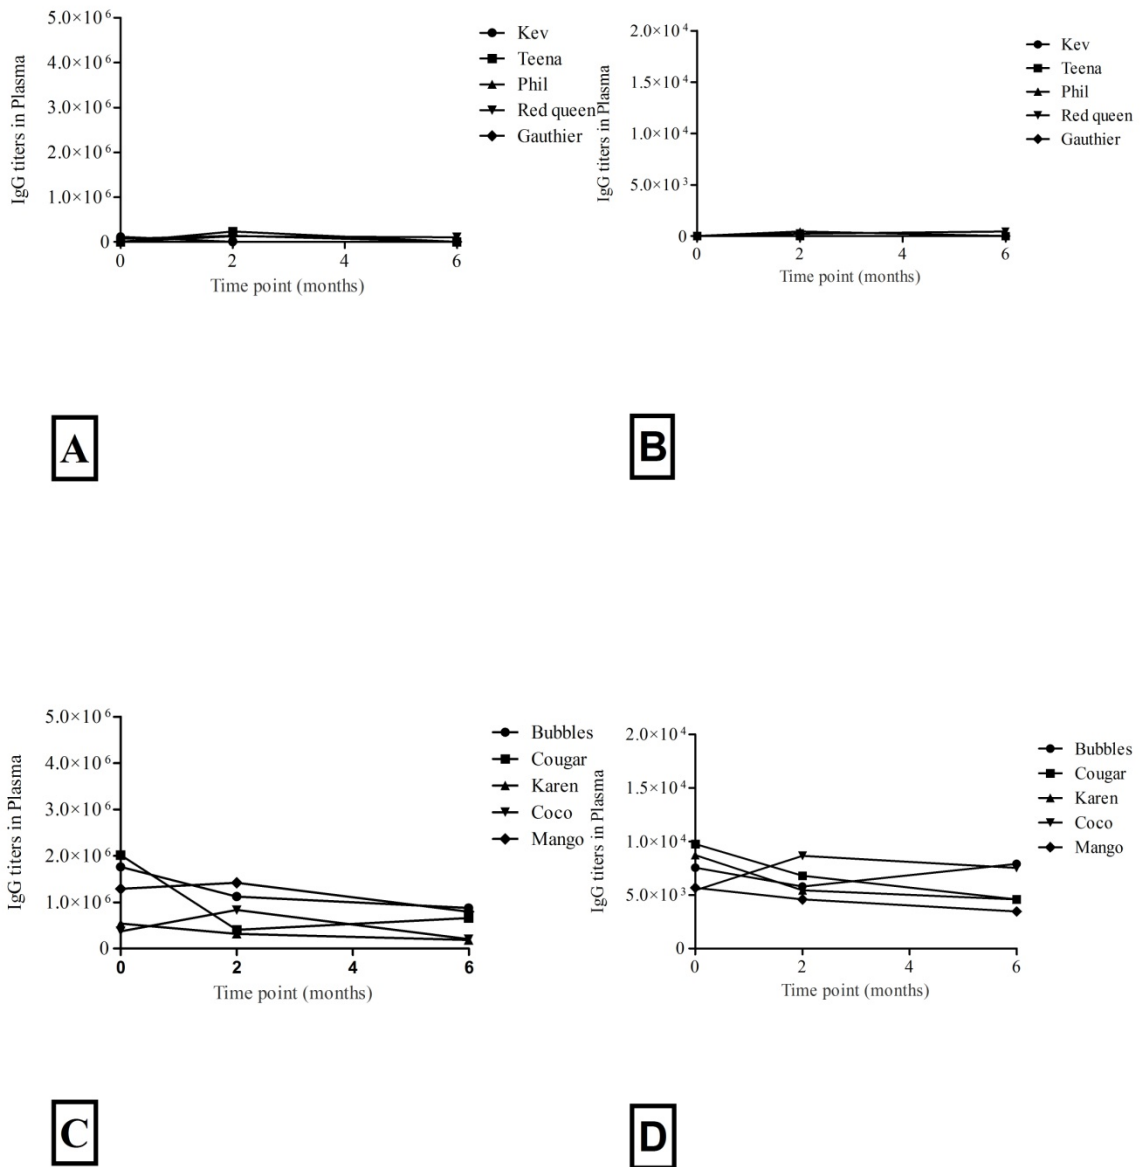 IgG titers in Plasma
5.0×10⁶
4.0×10⁶
3.0×10⁶
2.0×10⁶
1.0×10⁶
0
0 2 4 6
Time point (months)
Kev
Teena
Phil
Red queen
Gauthier
A
IgG titers in Plasma
2.0×10⁴
1.5×10⁴
1.0×10⁴
5.0×10³
0
0 2 4 6
Time point (months)
Kev
Teena
Phil
Red queen
Gauthier
B
IgG titers in Plasma
5.0×10⁶
4.0×10⁶
3.0×10⁶
2.0×10⁶
1.0×10⁶
0
0 2 4 6
Time point (months)
Bubbles
Cougar
Karen
Coco
Mango
C
IgG titers in Plasma
2.0×10⁴
1.5×10⁴
1.0×10⁴
5.0×10³
0
0 2 4 6
Time point (months)
Bubbles
Cougar
Karen
Coco
Mango
D